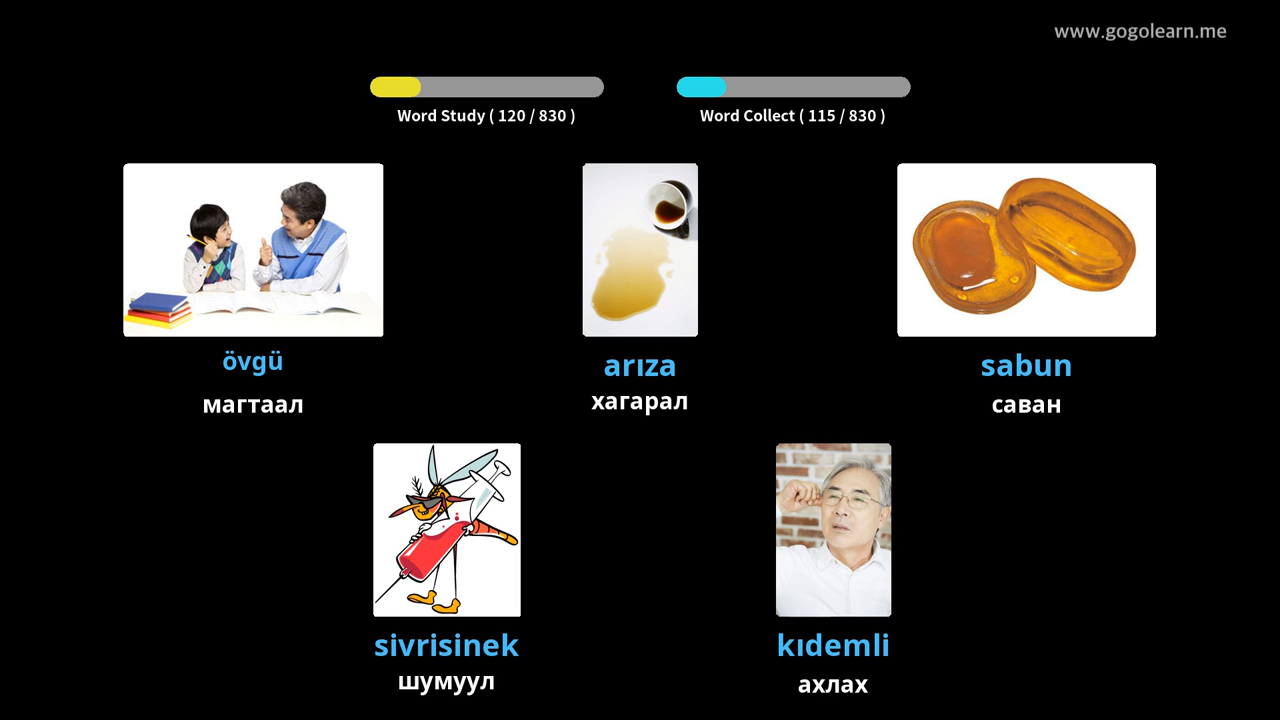 www.gogolearn.me
Word Study ( 120 / 830 )
Word Collect ( 115 / 830 )
övgü
магтаал
arıza
хагарал
sabun
саван
sivrisinek
шумуул
kıdemli
ахлах